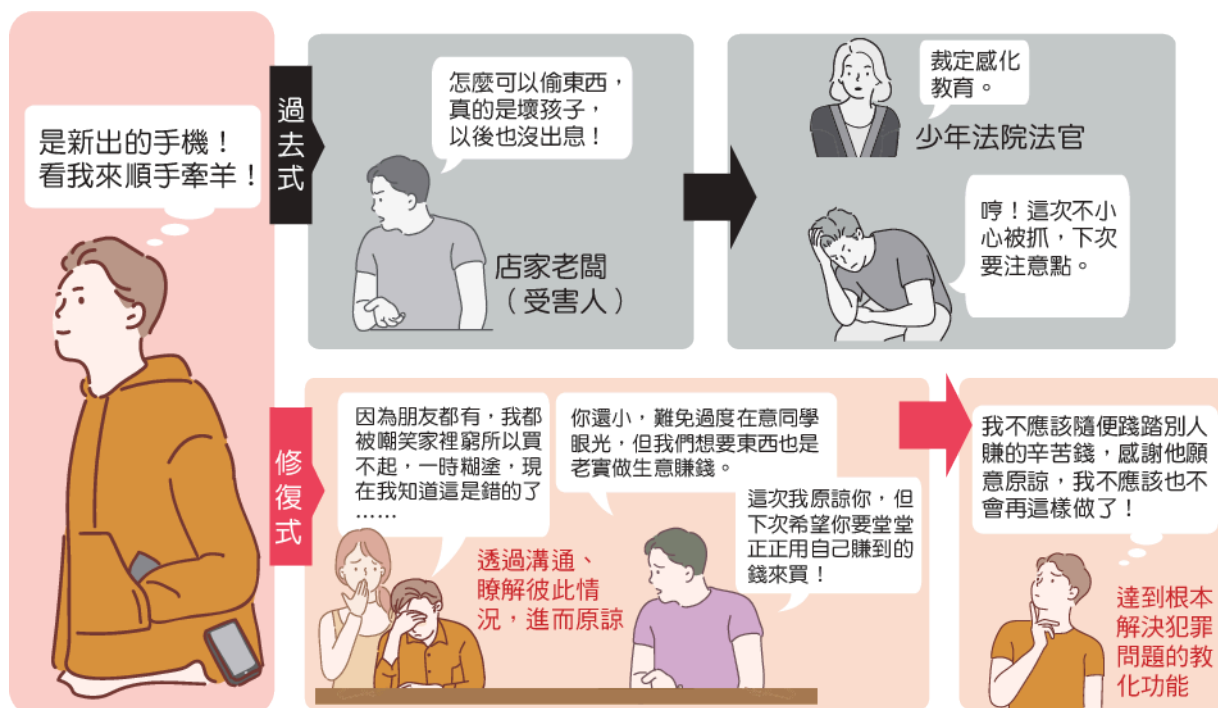 是新出的手機！
看我來順手牽羊！
過去式
怎麼可以偷東西，
真的是壞孩子，
以後也沒出息！
店家老闆
（受害人）
裁定感化
教育。
少年法院法官
哼！這次不小
心被抓，下次
要注意點。
修復式
因為朋友都有，我都
被嘲笑家裡窮所以買
不起，一時糊塗，現
在我知道這是錯的了
……
你還小，難免過度在意同學
眼光，但我們想要東西也是
老實做生意賺錢。
這次我原諒你，但
下次希望你要堂堂
正正用自己賺到的
錢來買！
透過溝通、
瞭解彼此情
況，進而原諒
我不應該隨便踐踏別人
賺的辛苦錢，感謝他願
意原諒，我不應該也不
會再這樣做了！
達到根本
解決犯罪
問題的教
化功能